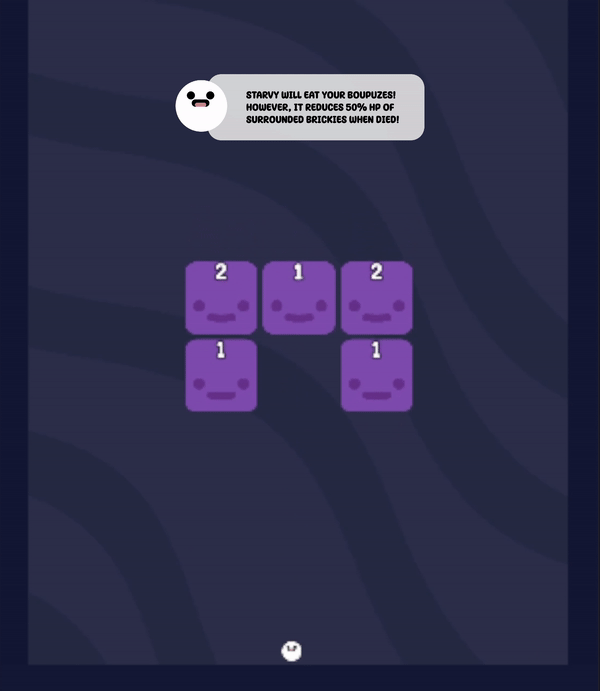 STARVY WILL EAT YOUR BOUPUZES!
HOWEVER, IT REDUCES 50% HP OF
SURROUNDED BRICKIES WHEN DIED!
2 1 2
1 1